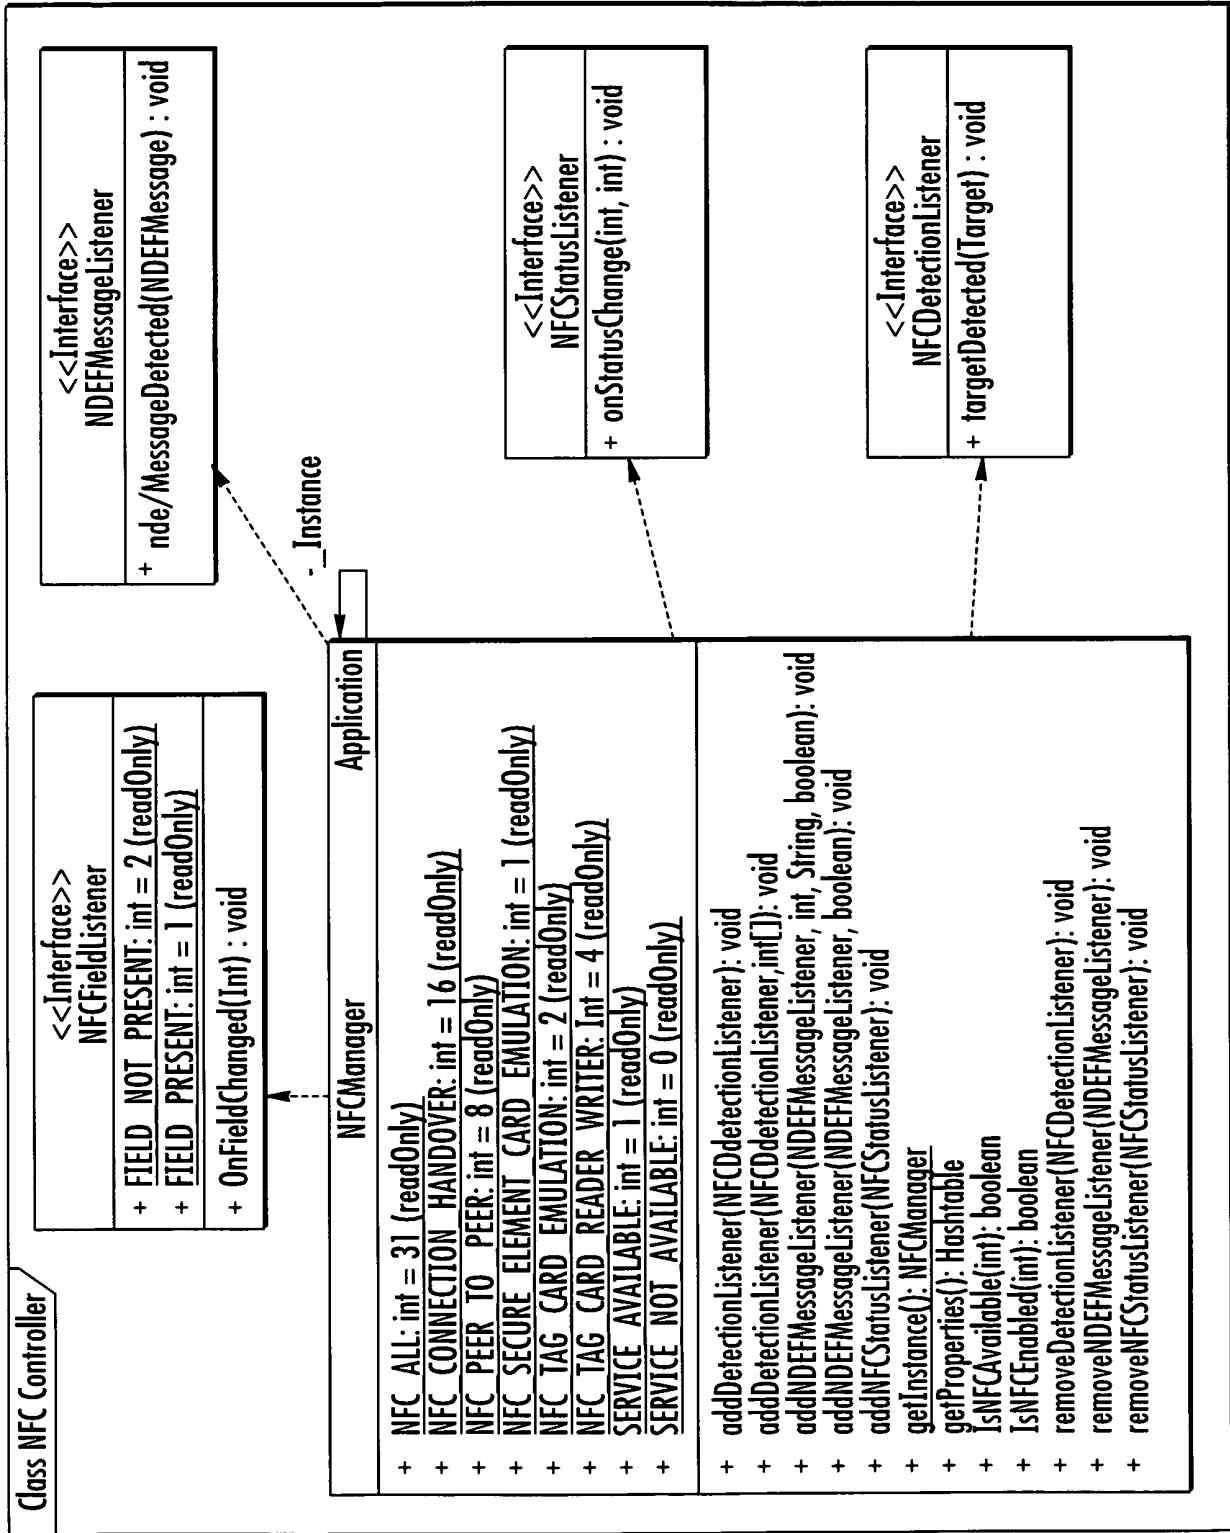 Class NFC Controller
<<Interface>>
NFCFieldListener
+ FIELD NOT PRESENT: int = 2 (readOnly)
+ FIELD PRESENT: int = 1 (readOnly)
+ OnFieldChanged(Int) : void
<<Interface>>
NDEFMessageListener
+ nde/MessageDetected(NDEFMessage) : void
- _Instance
Application
NFCManager
+ NFC ALL: int = 31 (readOnly)
+ NFC CONNECTION HANDOVER: int = 16 (readOnly)
+ NFC PEER TO PEER: int = 8 (readOnly)
+ NFC SECURE ELEMENT CARD EMULATION: int = 1 (readOnly)
+ NFC TAG CARD EMULATION: int = 2 (readOnly)
+ NFC TAG CARD READER WRITER: Int = 4 (readOnly)
+ SERVICE AVAILABLE: int = 1 (readOnly)
+ SERVICE NOT AVAILABLE: int = 0 (readOnly)
+ addDetectionListener(NFCDdetectionListener): void
+ addDetectionListener(NFCDdetectionListener,int[]): void
+ addNDEFMessageListener(NDEFMessageListener, int, String, boolean): void
+ addNDEFMessageListener(NDEFMessageListener, boolean): void
+ addNFCStatusListener(NFCStatusListener): void
+ getInstance(): NFCManager
+ getProperties(): Hashtable
+ IsNFCAvailable(int): boolean
+ IsNFCEnabled(int): boolean
+ removeDetectionListener(NFCDetectionListener): void
+ removeNDEFMessageListener(NDEFMessageListener): void
+ removeNFCStatusListener(NFCStatusListener): void
<<Interface>>
NFCStatusListener
+ onStatusChange(int, int) : void
<<Interface>>
NFCDetectionListener
+ targetDetected(Target) : void